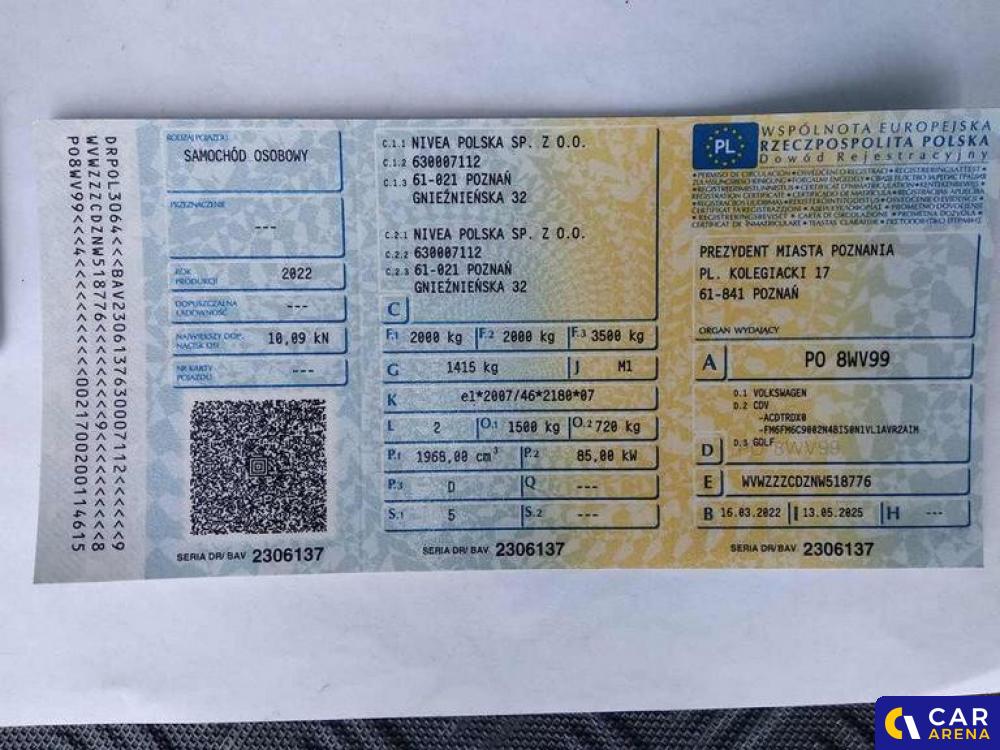 DRPOL3064<<<BAV23061376300071 12<<<<<<9
WVWZZZCDZNW518776<<<<<<<9<<<<<<<<<<8
PO8WV99<<4<<<<<<<<<<<<0021700200114615
RODZAJ POJAZDU
SAMOCHÓD OSOBOWY
PRZEZNACZENIE
---
ROK PRODUKCJI 2022
DOPUSZCZALNA ŁADOWNOŚĆ ---
NAJWIĘKSZY DOP. NACISK OSI 10,09 kN
NR KARTY POJAZDU ---
SERIA DR/BAV 2306137
C.1.1 NIVEA POLSKA SP. Z O.O.
C.1.2 630007112
C.1.3 61-021 POZNAŃ
GNIEŹNIEŃSKA 32
C.2.1 NIVEA POLSKA SP. Z O.O.
C.2.2 630007112
C.2.3 61-021 POZNAŃ
GNIEŹNIEŃSKA 32
C
F.1 2000 kg F.2 2000 kg F.3 3500 kg
G 1415 kg J M1
K e1*2007/46*2180*07
L 2 O.1 1500 kg O.2 720 kg
P.1 1968,00 cm³ P.2 85,00 kW
P.3 D Q ---
S.1 5 S.2 ---
SERIA DR/BAV 2306137
PL
WSPÓLNOTA EUROPEJSKA
RZECZPOSPOLITA POLSKA
Dowód Rejestracyjny
PREZYDENT MIASTA POZNANIA
PL. KOLEGIACKI 17
61-841 POZNAŃ
ORGAN WYDAJĄCY
A PO 8WV99
D.1 VOLKSWAGEN
D.2 CDV
-ACDTRDX0
-FM6FM6C9002N4BIS0N1VL1AVR2AIM
D.3 GOLF
D PO 8WV99
E WVWZZZCDZNW518776
B 16.03.2022 I 13.05.2025 H ---
SERIA DR/BAV 2306137
CAR
ARENA